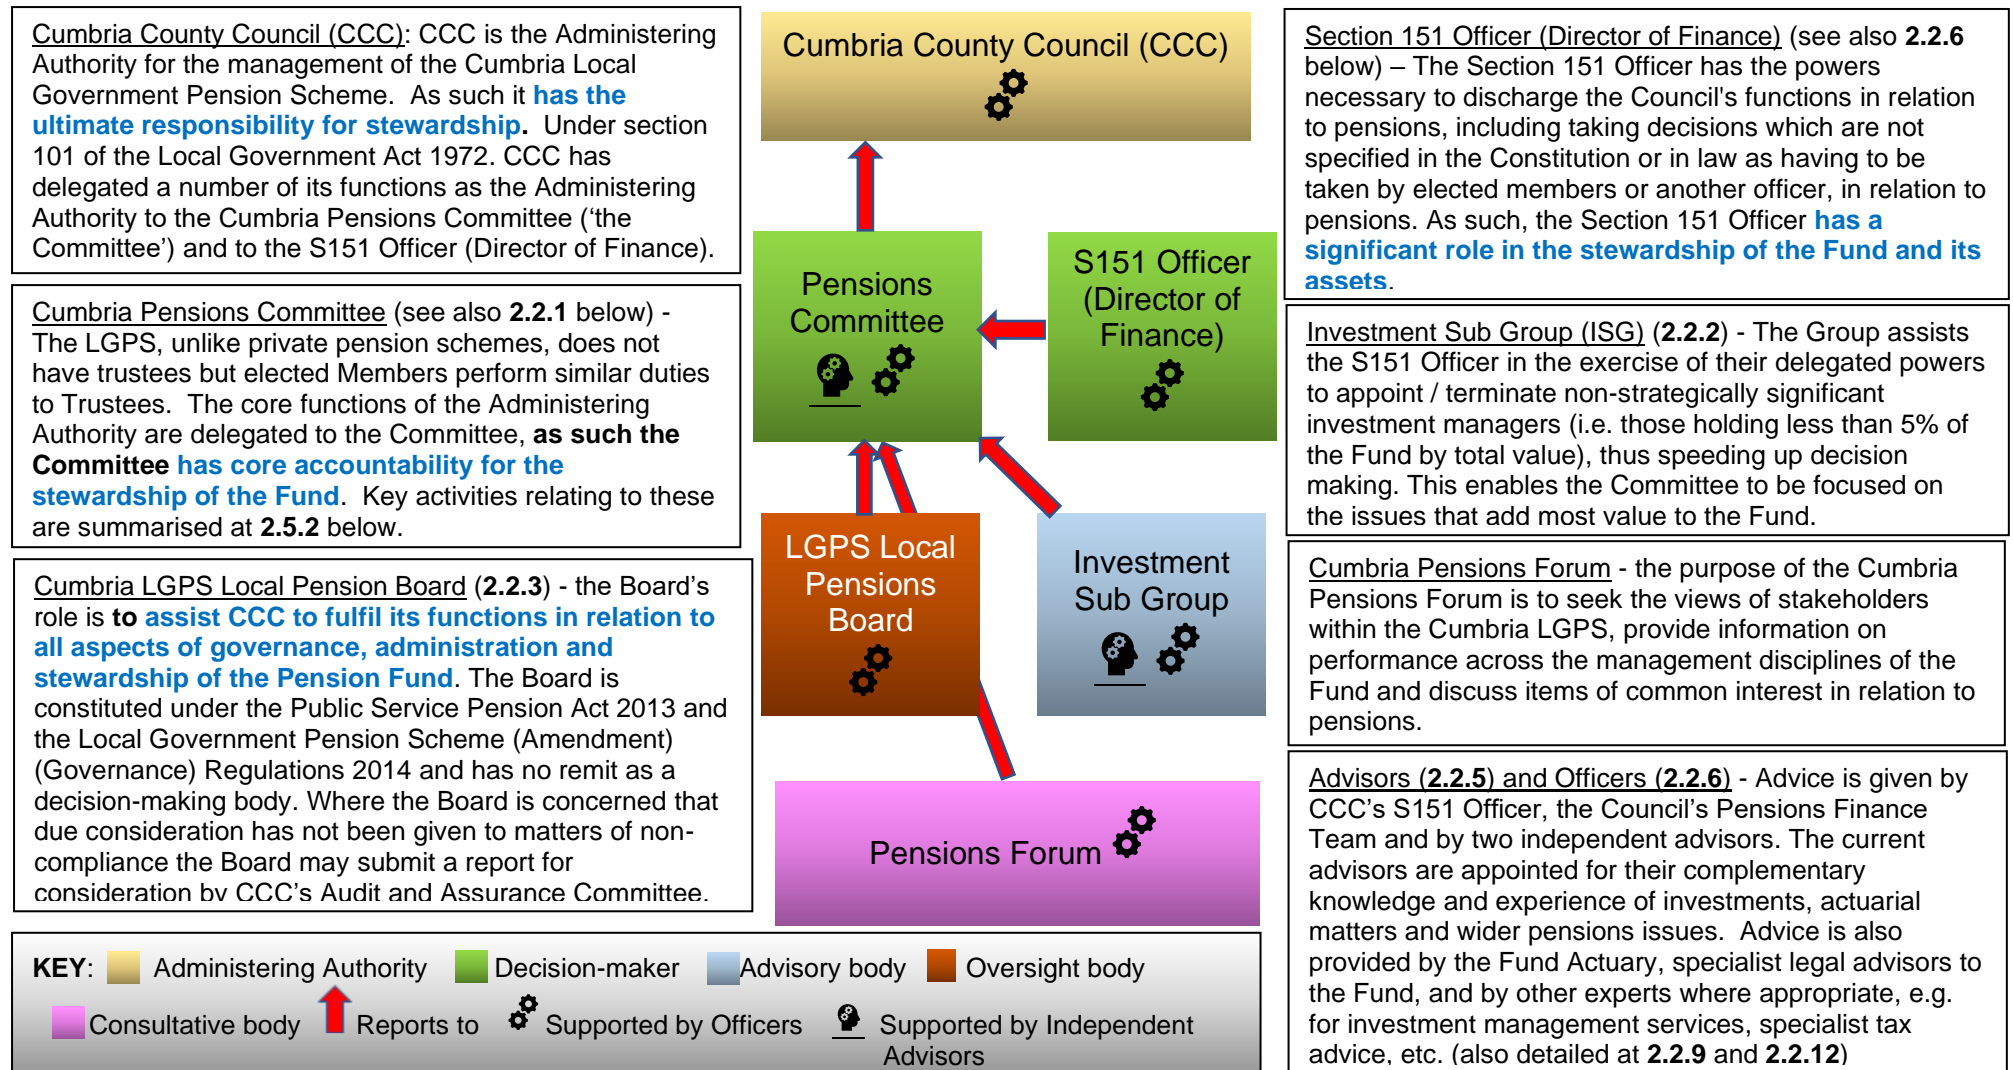 Cumbria County Council (CCC): CCC is the Administering
Authority for the management of the Cumbria Local
Government Pension Scheme. As such it has the
ultimate responsibility for stewardship. Under section
101 of the Local Government Act 1972. CCC has
delegated a number of its functions as the Administering
Authority to the Cumbria Pensions Committee (‘the
Committee’) and to the S151 Officer (Director of Finance).
Cumbria Pensions Committee (see also 2.2.1 below) -
The LGPS, unlike private pension schemes, does not
have trustees but elected Members perform similar duties
to Trustees. The core functions of the Administering
Authority are delegated to the Committee, as such the
Committee has core accountability for the
stewardship of the Fund. Key activities relating to these
are summarised at 2.5.2 below.
Cumbria LGPS Local Pension Board (2.2.3) - the Board’s
role is to assist CCC to fulfil its functions in relation to
all aspects of governance, administration and
stewardship of the Pension Fund. The Board is
constituted under the Public Service Pension Act 2013 and
the Local Government Pension Scheme (Amendment)
(Governance) Regulations 2014 and has no remit as a
decision-making body. Where the Board is concerned that
due consideration has not been given to matters of non-
compliance the Board may submit a report for
consideration by CCC’s Audit and Assurance Committee.
Cumbria County Council (CCC)
Pensions
Committee
S151 Officer
(Director of
Finance)
LGPS Local
Pensions
Board
Investment
Sub Group
Pensions Forum
Section 151 Officer (Director of Finance) (see also 2.2.6
below) – The Section 151 Officer has the powers
necessary to discharge the Council's functions in relation
to pensions, including taking decisions which are not
specified in the Constitution or in law as having to be
taken by elected members or another officer, in relation to
pensions. As such, the Section 151 Officer has a
significant role in the stewardship of the Fund and its
assets.
Investment Sub Group (ISG) (2.2.2) - The Group assists
the S151 Officer in the exercise of their delegated powers
to appoint / terminate non-strategically significant
investment managers (i.e. those holding less than 5% of
the Fund by total value), thus speeding up decision
making. This enables the Committee to be focused on
the issues that add most value to the Fund.
Cumbria Pensions Forum - the purpose of the Cumbria
Pensions Forum is to seek the views of stakeholders
within the Cumbria LGPS, provide information on
performance across the management disciplines of the
Fund and discuss items of common interest in relation to
pensions.
Advisors (2.2.5) and Officers (2.2.6) - Advice is given by
CCC’s S151 Officer, the Council’s Pensions Finance
Team and by two independent advisors. The current
advisors are appointed for their complementary
knowledge and experience of investments, actuarial
matters and wider pensions issues. Advice is also
provided by the Fund Actuary, specialist legal advisors to
the Fund, and by other experts where appropriate, e.g.
for investment management services, specialist tax
advice, etc. (also detailed at 2.2.9 and 2.2.12)
KEY: Administering Authority Decision-maker Advisory body Oversight body
Consultative body Reports to Supported by Officers Supported by Independent
Advisors